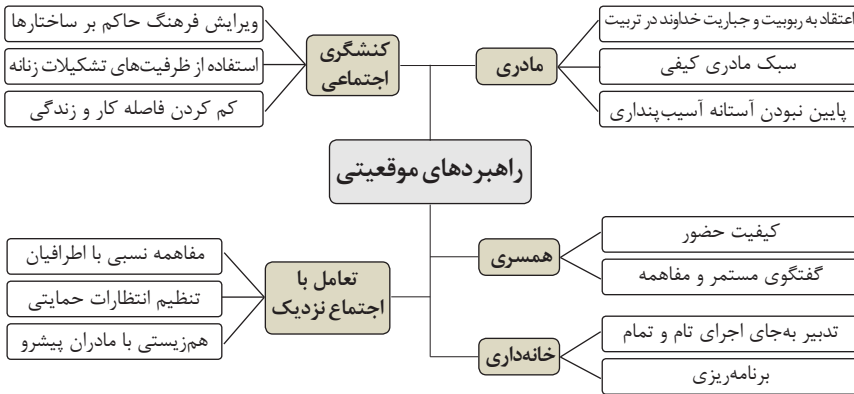 راهبردهای موقعیتی
مادری
اعتقاد به ربوبیت و جباریت خداوند در تربیت
سبک مادری کیفی
پایین نبودن آستانه آسیب‌پنداری
همسری
کیفیت حضور
گفتگوی مستمر و مفاهمه
خانه‌داری
تدبیر به‌جای اجرای تام و تمام
برنامه‌ریزی
کنشگری
اجتماعی
ویرایش فرهنگ حاکم بر ساختارها
استفاده از ظرفیت‌های تشکیلات زنانه
کم کردن فاصله کار و زندگی
تعامل با
اجتماع نزدیک
مفاهمه نسبی با اطرافیان
تنظیم انتظارات حمایتی
هم‌زیستی با مادران پیشرو